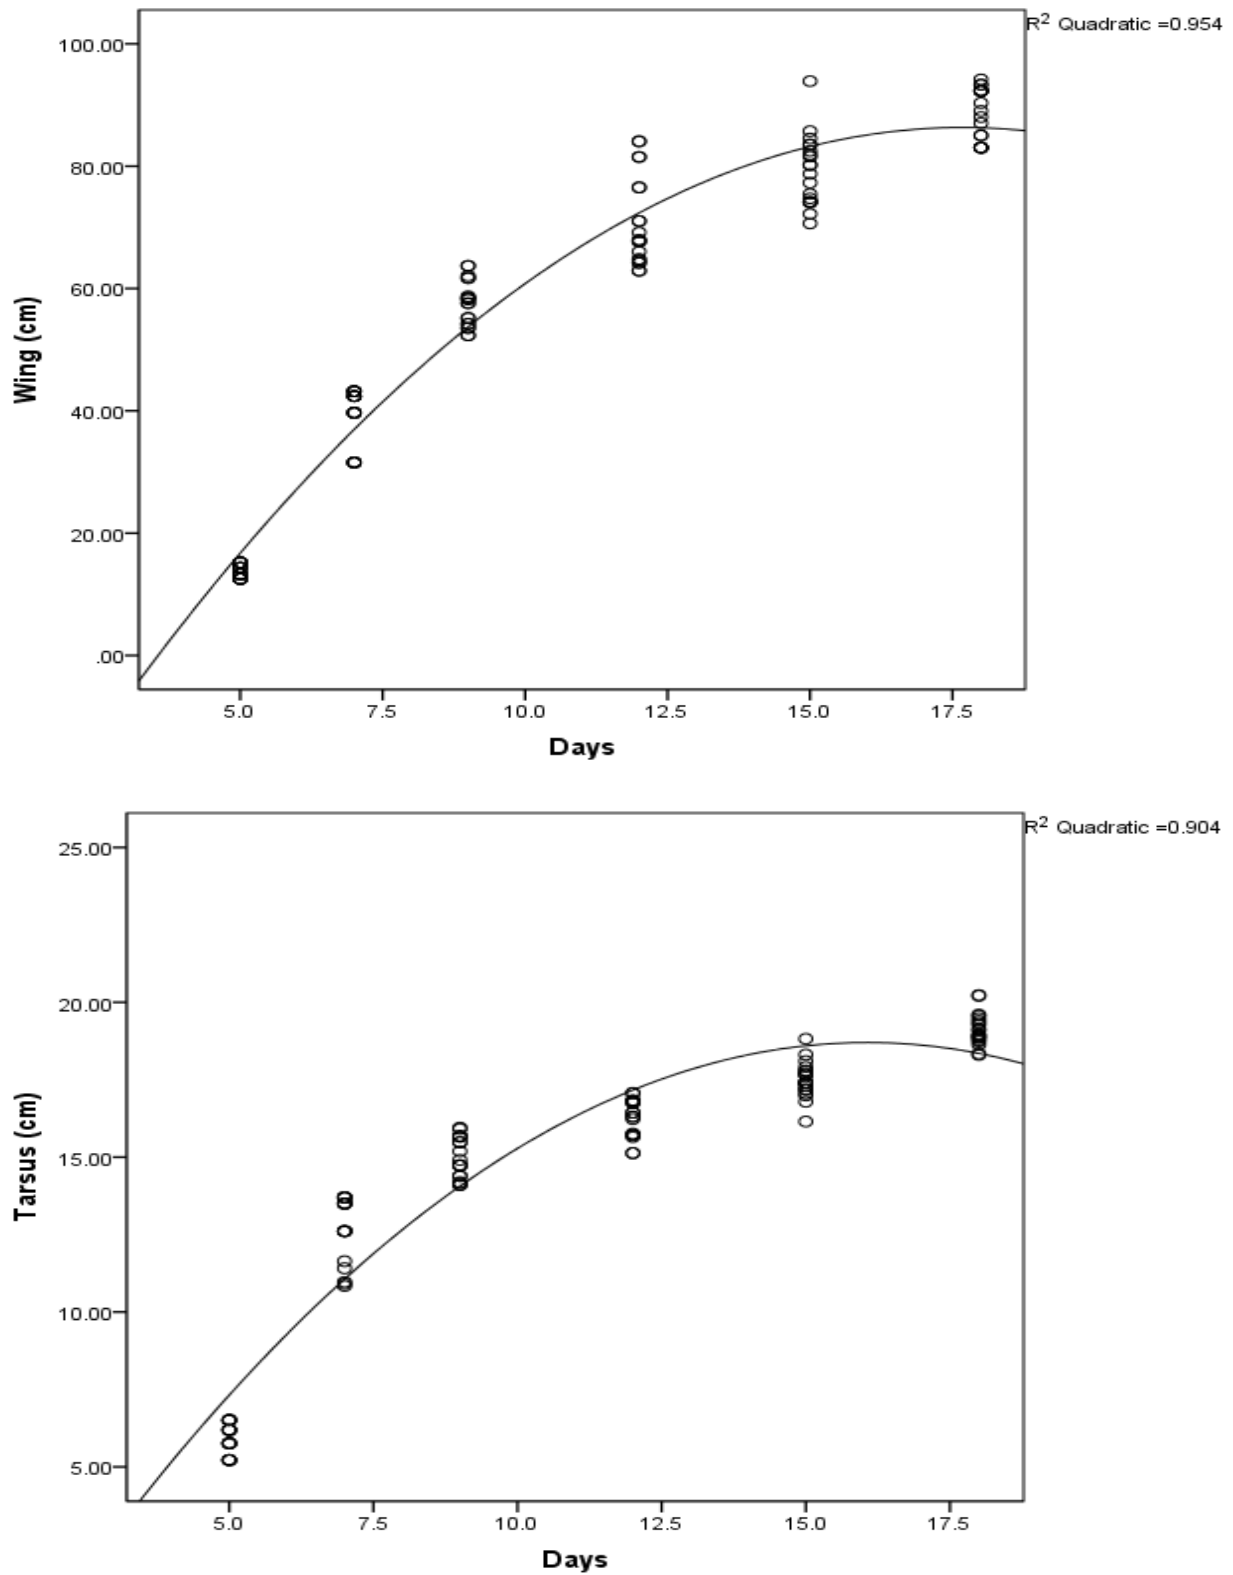 R² Quadratic =0.954
100.00
80.00
60.00
40.00
20.00
.00
Wing (cm)
5.0 7.5 10.0 12.5 15.0 17.5
Days
R² Quadratic =0.904
25.00
20.00
15.00
10.00
5.00
Tarsus (cm)
5.0 7.5 10.0 12.5 15.0 17.5
Days